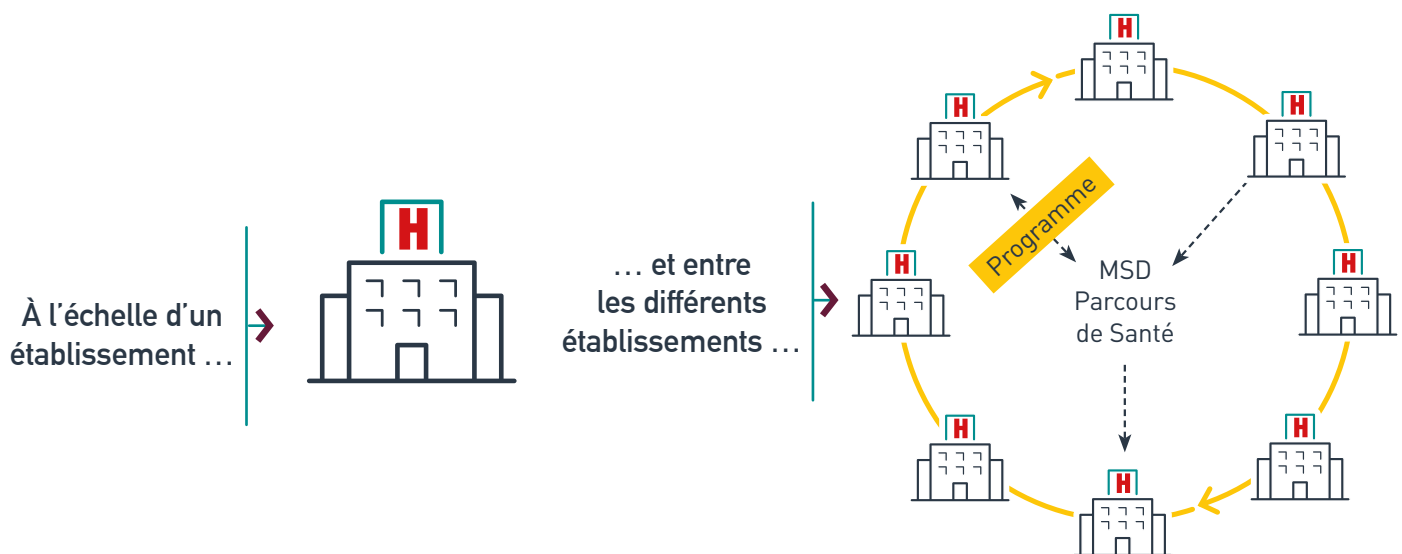 À l’échelle d’un
établissement …
H
… et entre
les différents
établissements …
H
H
H
Programme
MSD
Parcours
de Santé
H
H
H
H
H